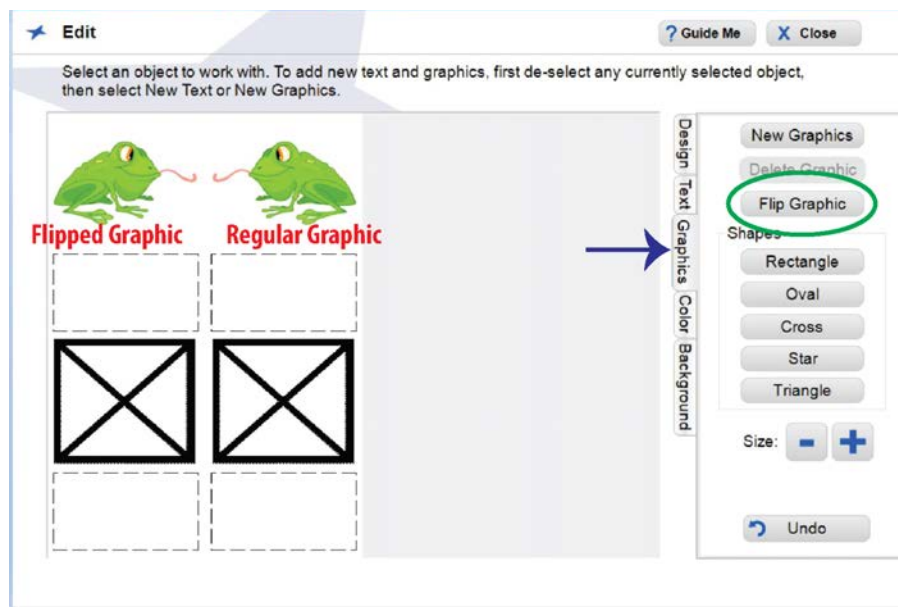 Edit
? Guide Me
X Close
Select an object to work with. To add new text and graphics, first de-select any currently selected object,
then select New Text or New Graphics.
Flipped Graphic
Regular Graphic
Design
Text
Graphics
Color
Background
New Graphics
Delete Graphic
Flip Graphic
Shapes
Rectangle
Oval
Cross
Star
Triangle
Size:
- +
Undo